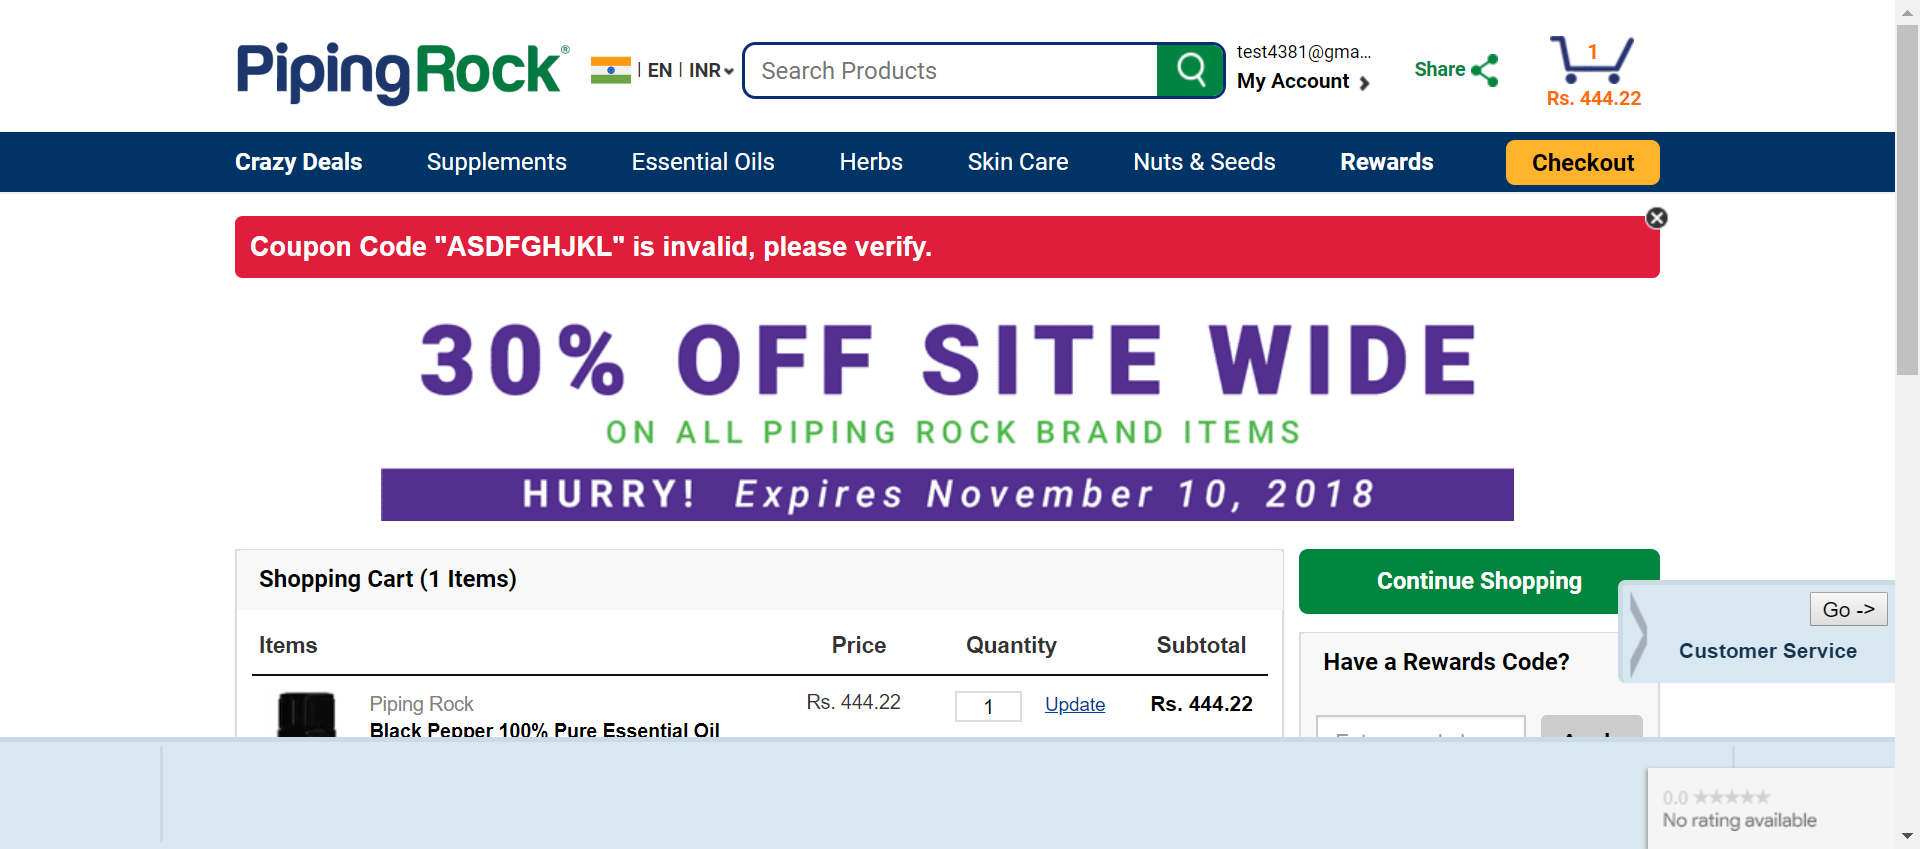 PipingRock®
| EN | INR
Search Products
test4381@gma...
My Account
Share
1
Rs. 444.22
Crazy Deals
Supplements
Essential Oils
Herbs
Skin Care
Nuts & Seeds
Rewards
Checkout
Coupon Code "ASDFGHJKL" is invalid, please verify.
30% OFF SITE WIDE
ON ALL PIPING ROCK BRAND ITEMS
HURRY! Expires November 10, 2018
Shopping Cart (1 Items)
Continue Shopping
Go ->
Customer Service
Items Price Quantity Subtotal
Have a Rewards Code?
Piping Rock
Rs. 444.22
1
Update
Rs. 444.22
Black Pepper 100% Pure Essential Oil
0.0 ★★★★★
No rating available